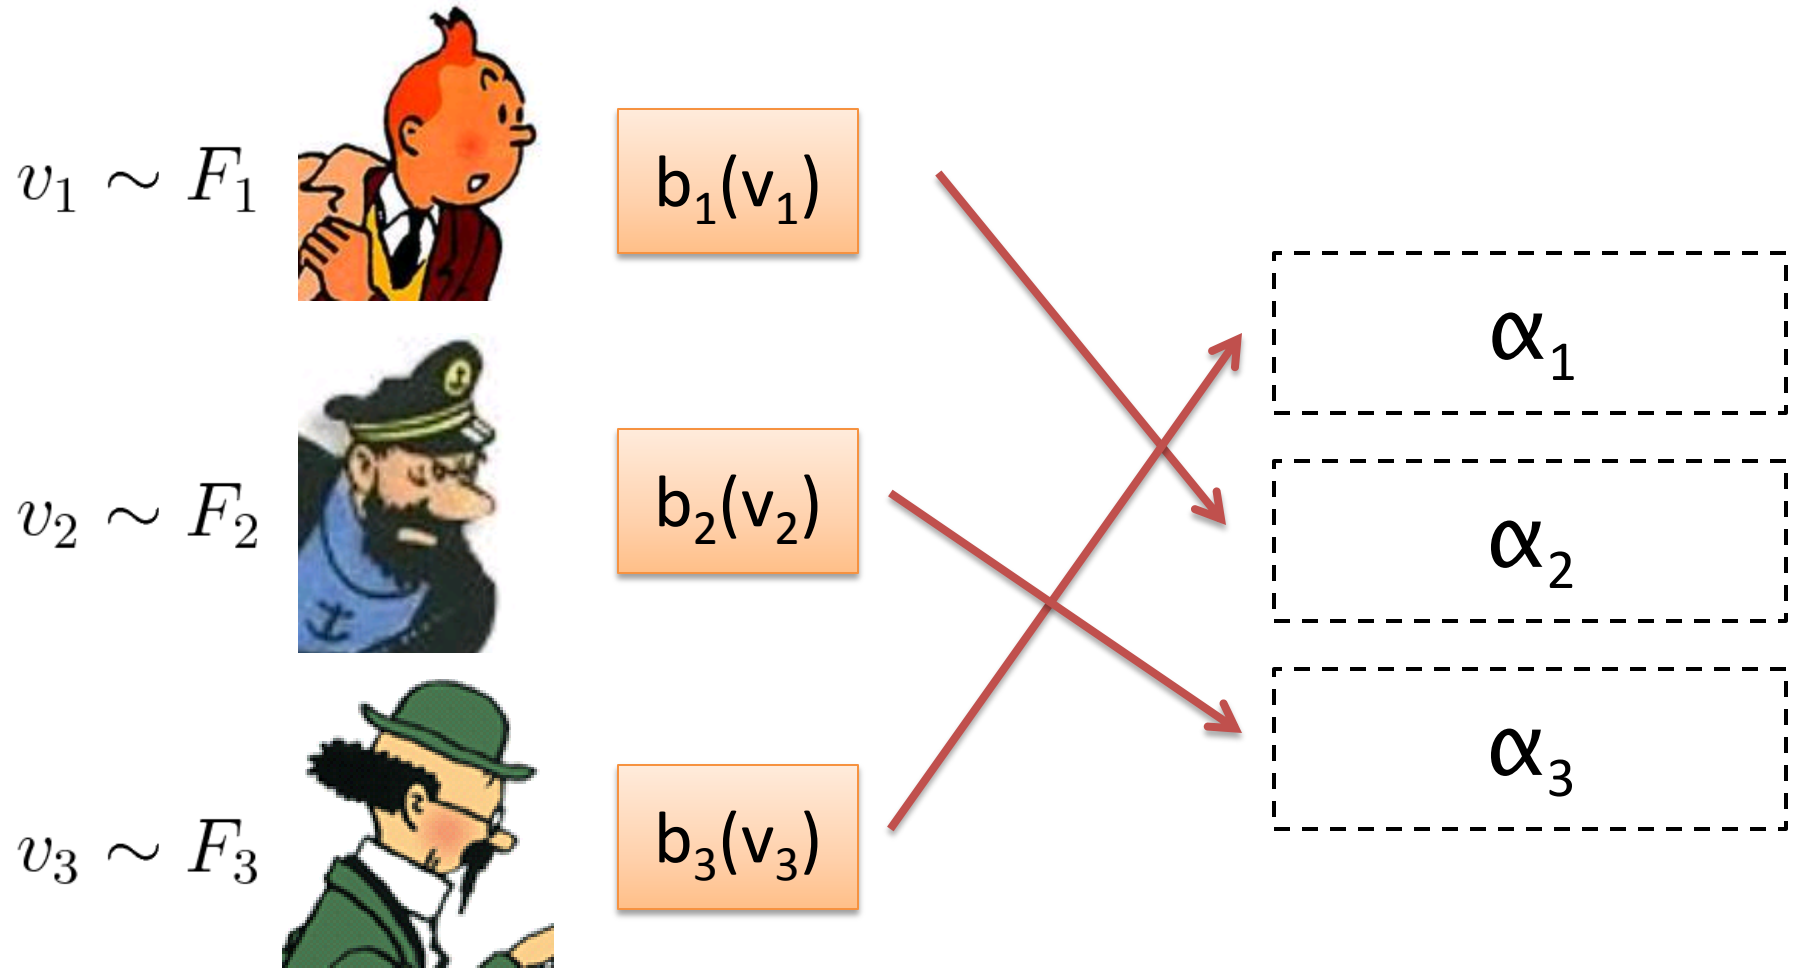 v₁ ∼ F₁
b₁(v₁)
α₁
v₂ ∼ F₂
b₂(v₂)
α₂
v₃ ∼ F₃
b₃(v₃)
α₃